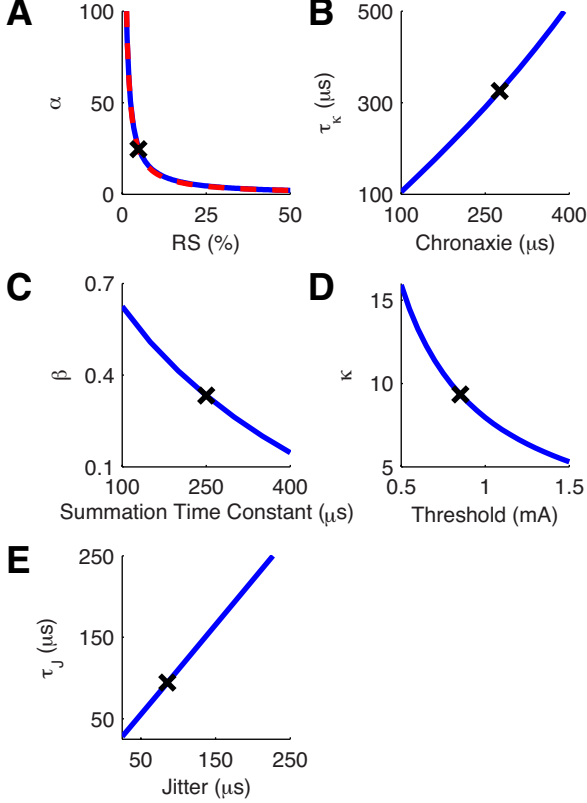 A
100
50
0
α
0
25
50
RS (%)
B
500
300
100
τκ (μs)
100
250
400
Chronaxie (μs)
C
0.7
0.4
0.1
β
100
250
400
Summation Time Constant (μs)
D
15
10
5
κ
0.5
1
1.5
Threshold (mA)
E
250
150
50
τJ (μs)
50
150
250
Jitter (μs)